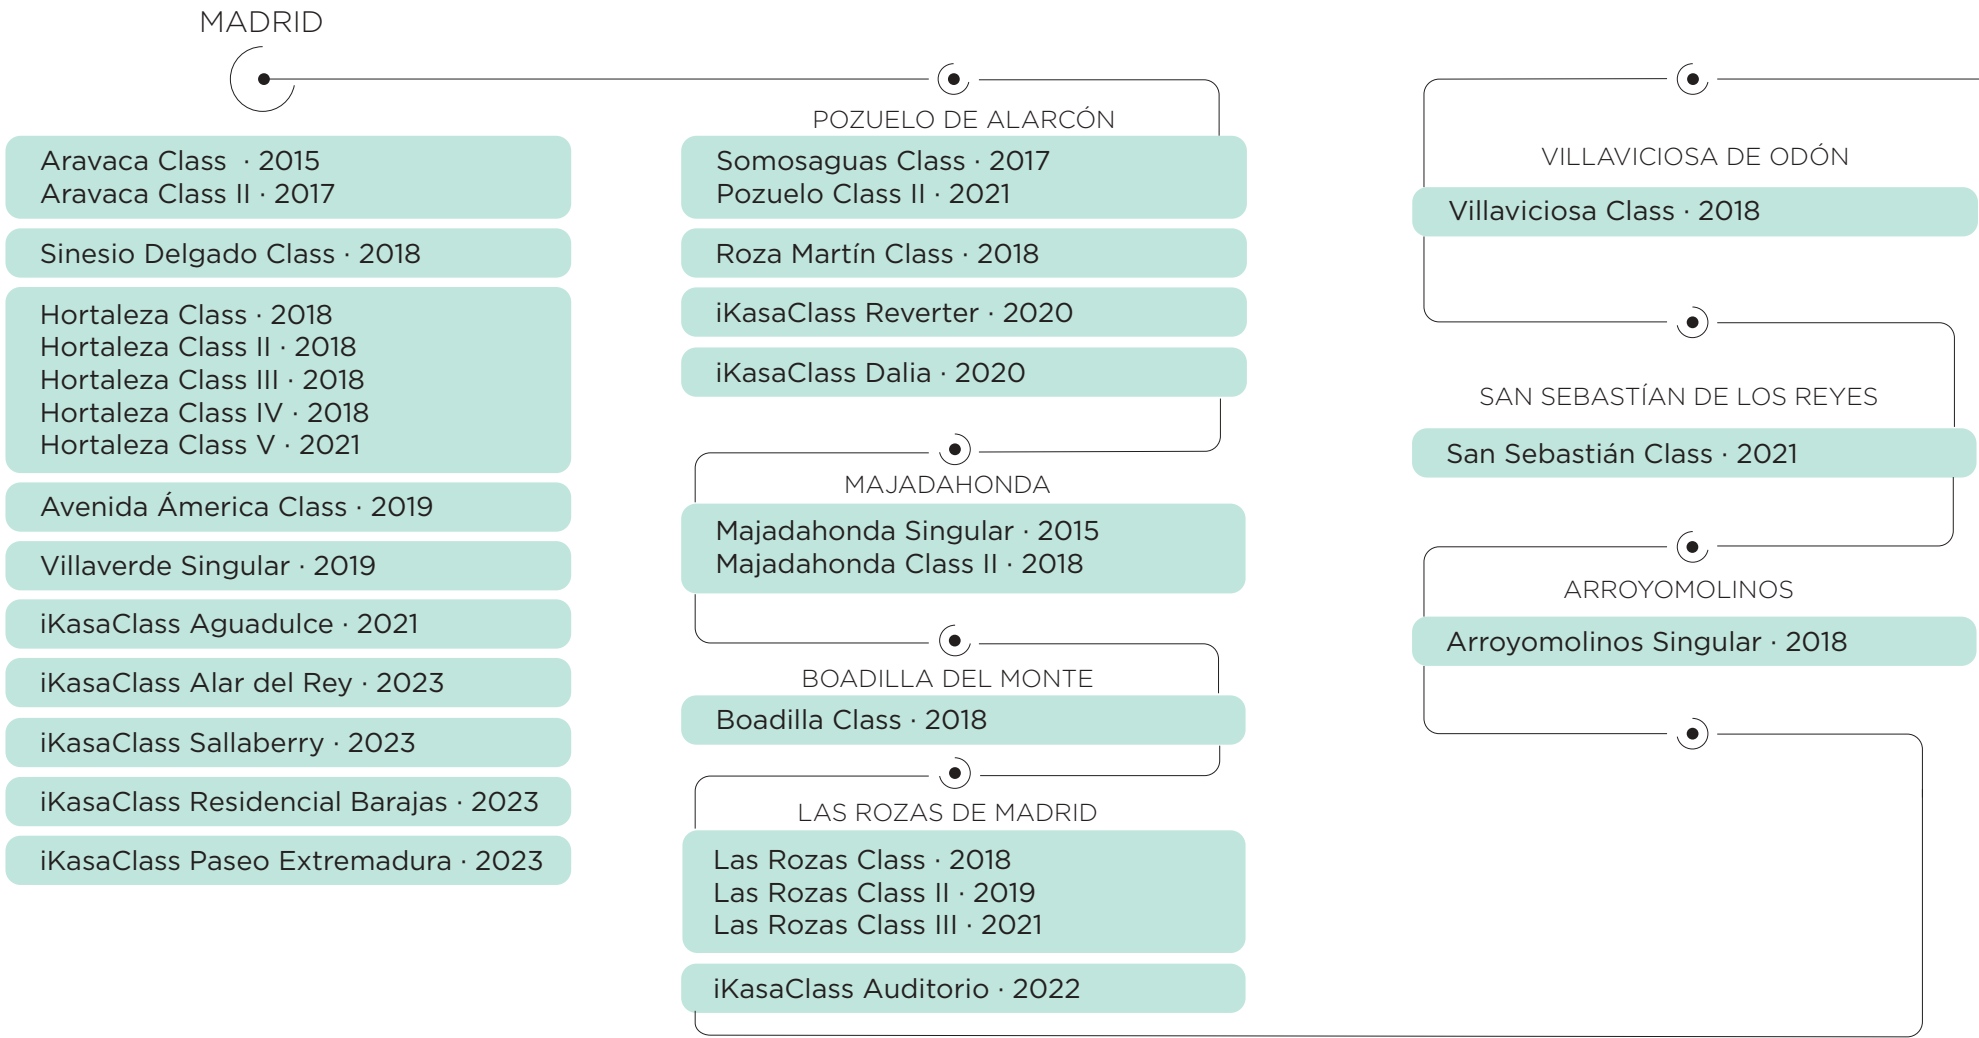 MADRID
Aravaca Class · 2015
Aravaca Class II · 2017
Sinesio Delgado Class · 2018
Hortaleza Class · 2018
Hortaleza Class II · 2018
Hortaleza Class III · 2018
Hortaleza Class IV · 2018
Hortaleza Class V · 2021
Avenida Ámerica Class · 2019
Villaverde Singular · 2019
iKasaClass Aguadulce · 2021
iKasaClass Alar del Rey · 2023
iKasaClass Sallaberry · 2023
iKasaClass Residencial Barajas · 2023
iKasaClass Paseo Extremadura · 2023
POZUELO DE ALARCÓN
Somosaguas Class · 2017
Pozuelo Class II · 2021
Roza Martín Class · 2018
iKasaClass Reverter · 2020
iKasaClass Dalia · 2020
MAJADAHONDA
Majadahonda Singular · 2015
Majadahonda Class II · 2018
BOADILLA DEL MONTE
Boadilla Class · 2018
LAS ROZAS DE MADRID
Las Rozas Class · 2018
Las Rozas Class II · 2019
Las Rozas Class III · 2021
iKasaClass Auditorio · 2022
VILLAVICIOSA DE ODÓN
Villaviciosa Class · 2018
SAN SEBASTÍAN DE LOS REYES
San Sebastián Class · 2021
ARROYOMOLINOS
Arroyomolinos Singular · 2018